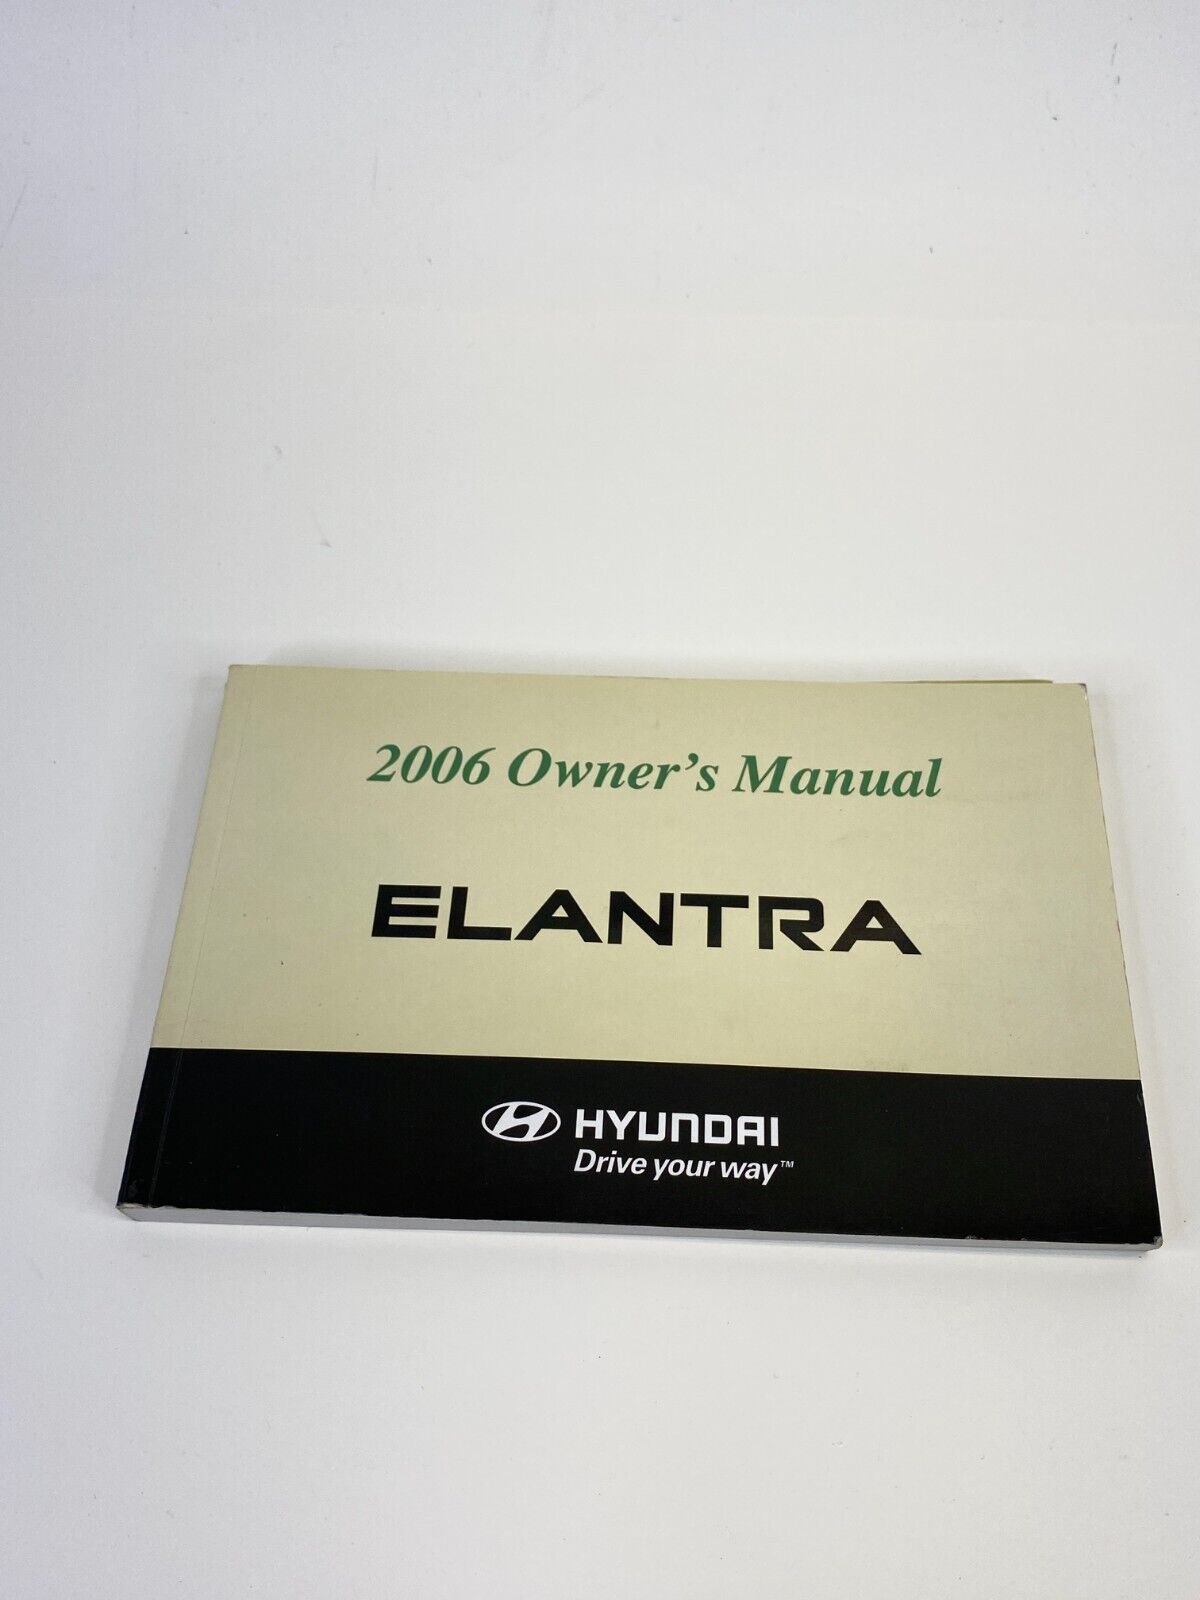 2006 Owner's Manual
ELANTRA
HYUNDAI
Drive your way™